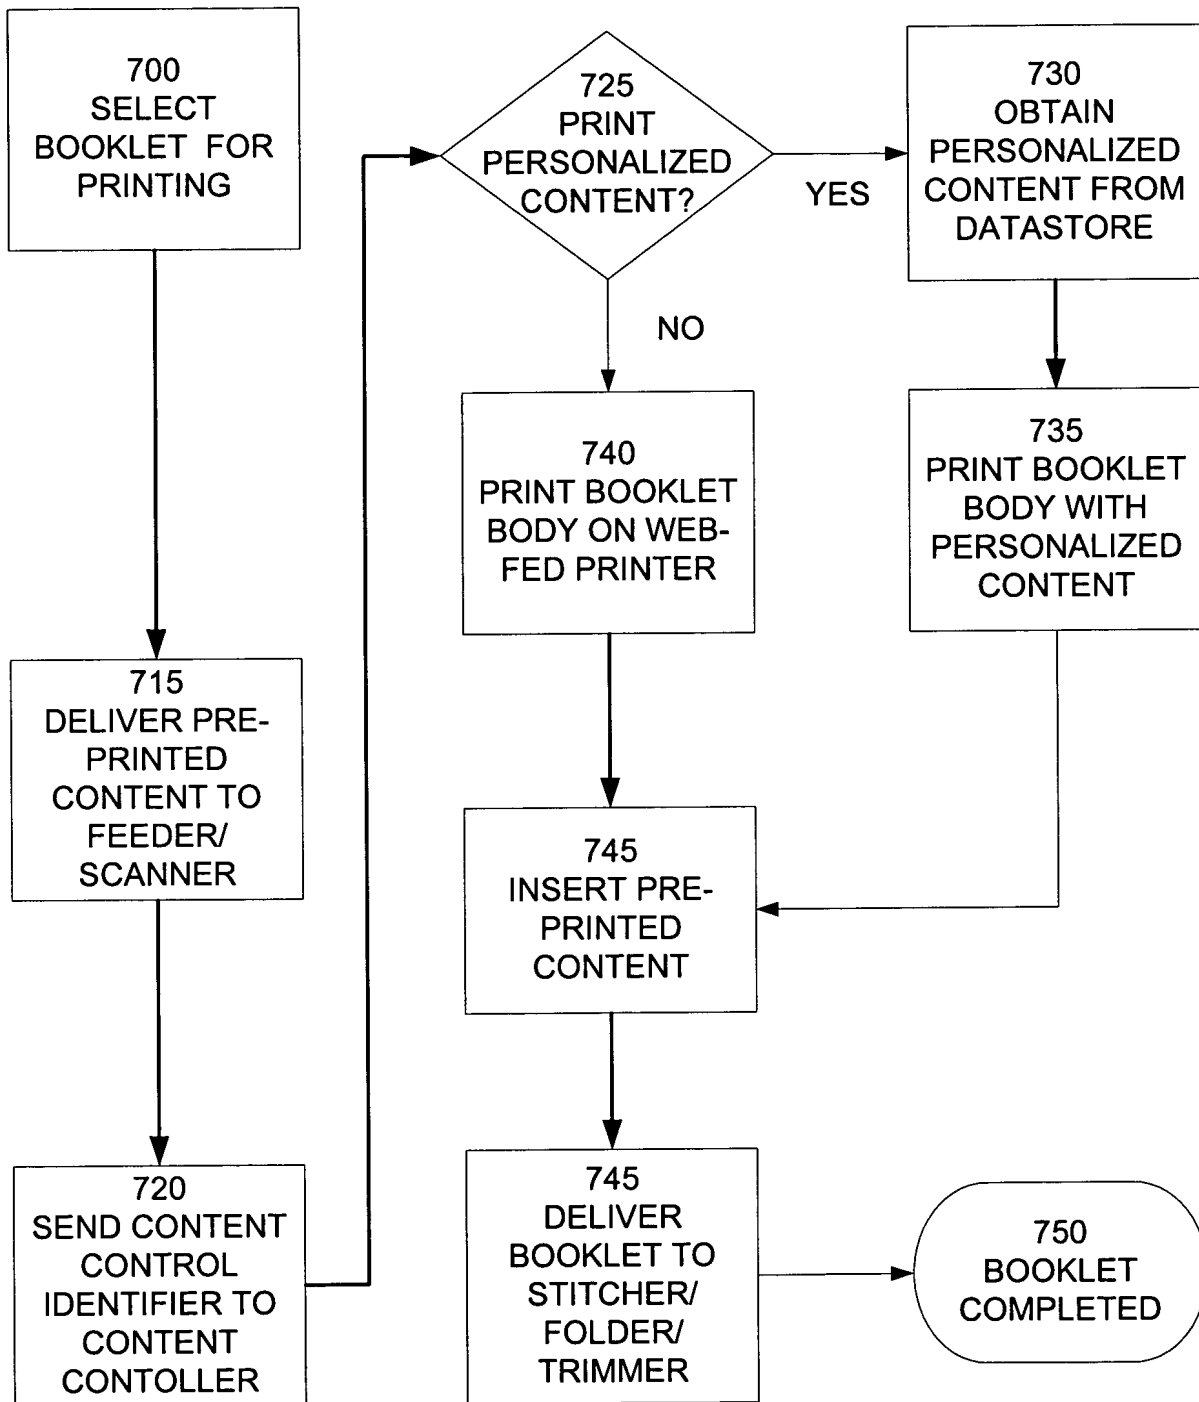 700
SELECT
BOOKLET FOR
PRINTING
715
DELIVER PRE-
PRINTED
CONTENT TO
FEEDER/
SCANNER
720
SEND CONTENT
CONTROL
IDENTIFIER TO
CONTENT
CONTOLLER
725
PRINT
PERSONALIZED
CONTENT?
YES
NO
730
OBTAIN
PERSONALIZED
CONTENT FROM
DATASTORE
735
PRINT BOOKLET
BODY WITH
PERSONALIZED
CONTENT
740
PRINT BOOKLET
BODY ON WEB-
FED PRINTER
745
INSERT PRE-
PRINTED
CONTENT
745
DELIVER
BOOKLET TO
STITCHER/
FOLDER/
TRIMMER
750
BOOKLET
COMPLETED